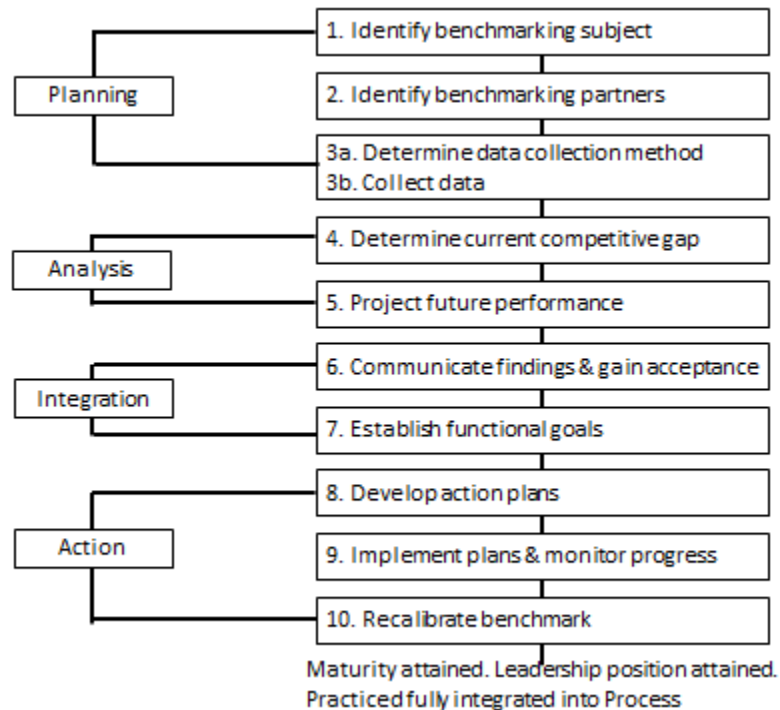 1. Identify benchmarking subject
Planning
2. Identify benchmarking partners
3a. Determine data collection method
3b. Collect data
4. Determine current competitive gap
Analysis
5. Project future performance
6. Communicate findings & gain acceptance
Integration
7. Establish functional goals
8. Develop action plans
Action
9. Implement plans & monitor progress
10. Recalibrate benchmark
Maturity attained. Leadership position attained.
Practiced fully integrated into Process